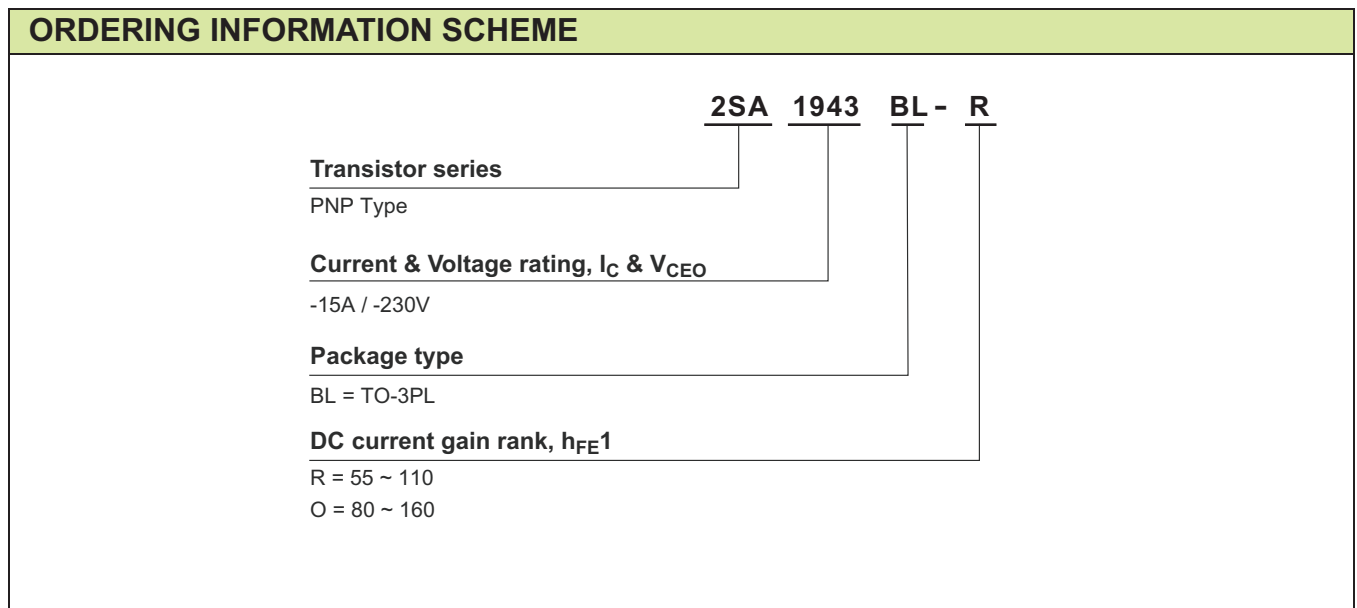 ORDERING INFORMATION SCHEME
2SA 1943 BL - R
Transistor series
PNP Type
Current & Voltage rating, IC & VCEO
-15A / -230V
Package type
BL = TO-3PL
DC current gain rank, hFE1
R = 55 ~ 110
O = 80 ~ 160